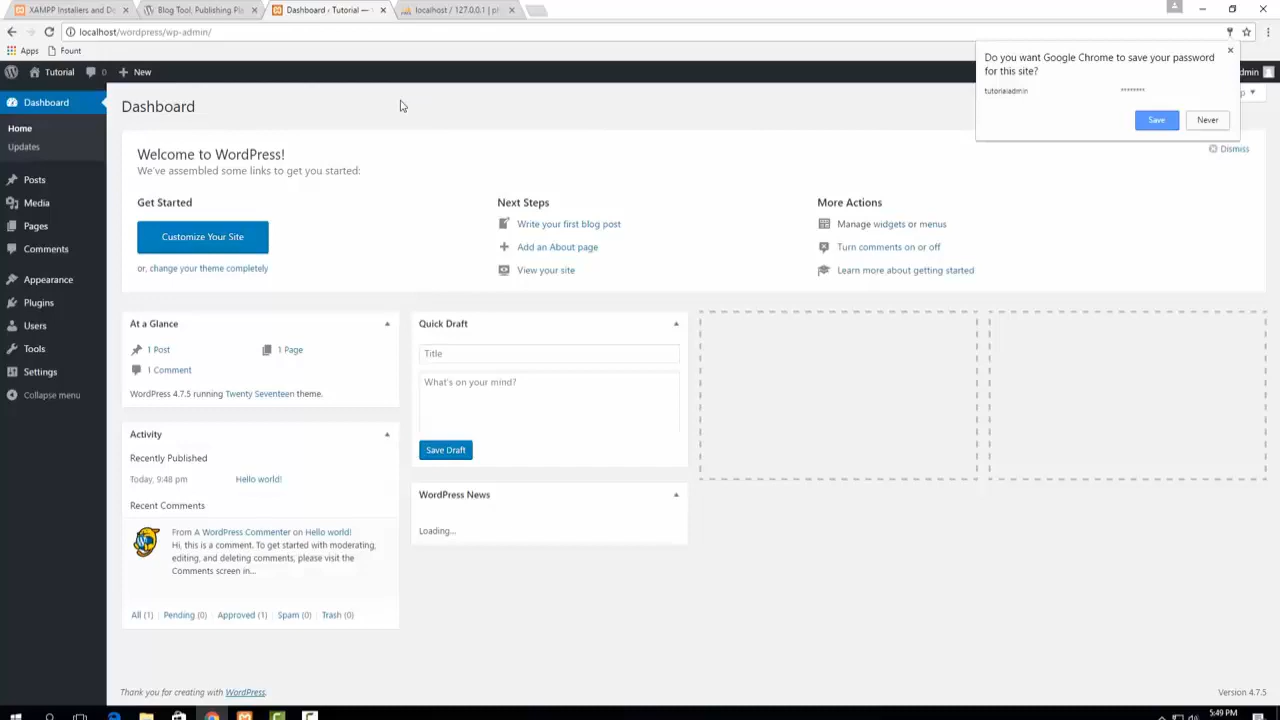 XAMPP Installers and Do
Blog Tool, Publishing Pla
Dashboard ‹ Tutorial —
localhost / 127.0.0.1 | p
localhost/wordpress/wp-admin/
Apps
Fount
Do you want Google Chrome to save your password
for this site?
tutorialadmin
********
Save
Never
Tutorial
0
New
dmin
Dashboard
Home
Updates
Posts
Media
Pages
Comments
Appearance
Plugins
Users
Tools
Settings
Collapse menu
Dashboard
Dismiss
Welcome to WordPress!
We've assembled some links to get you started:
Get Started
Customize Your Site
or, change your theme completely
Next Steps
Write your first blog post
Add an About page
View your site
More Actions
Manage widgets or menus
Turn comments on or off
Learn more about getting started
At a Glance
1 Post
1 Page
1 Comment
WordPress 4.7.5 running Twenty Seventeen theme.
Activity
Recently Published
Today, 9:48 pm
Hello world!
Recent Comments
From A WordPress Commenter on Hello world!
Hi, this is a comment. To get started with moderating,
editing, and deleting comments, please visit the
Comments screen in...
All (1) | Pending (0) | Approved (1) | Spam (0) | Trash (0)
Quick Draft
Title
What's on your mind?
Save Draft
WordPress News
Loading...
Thank you for creating with WordPress.
Version 4.7.5
5:49 PM